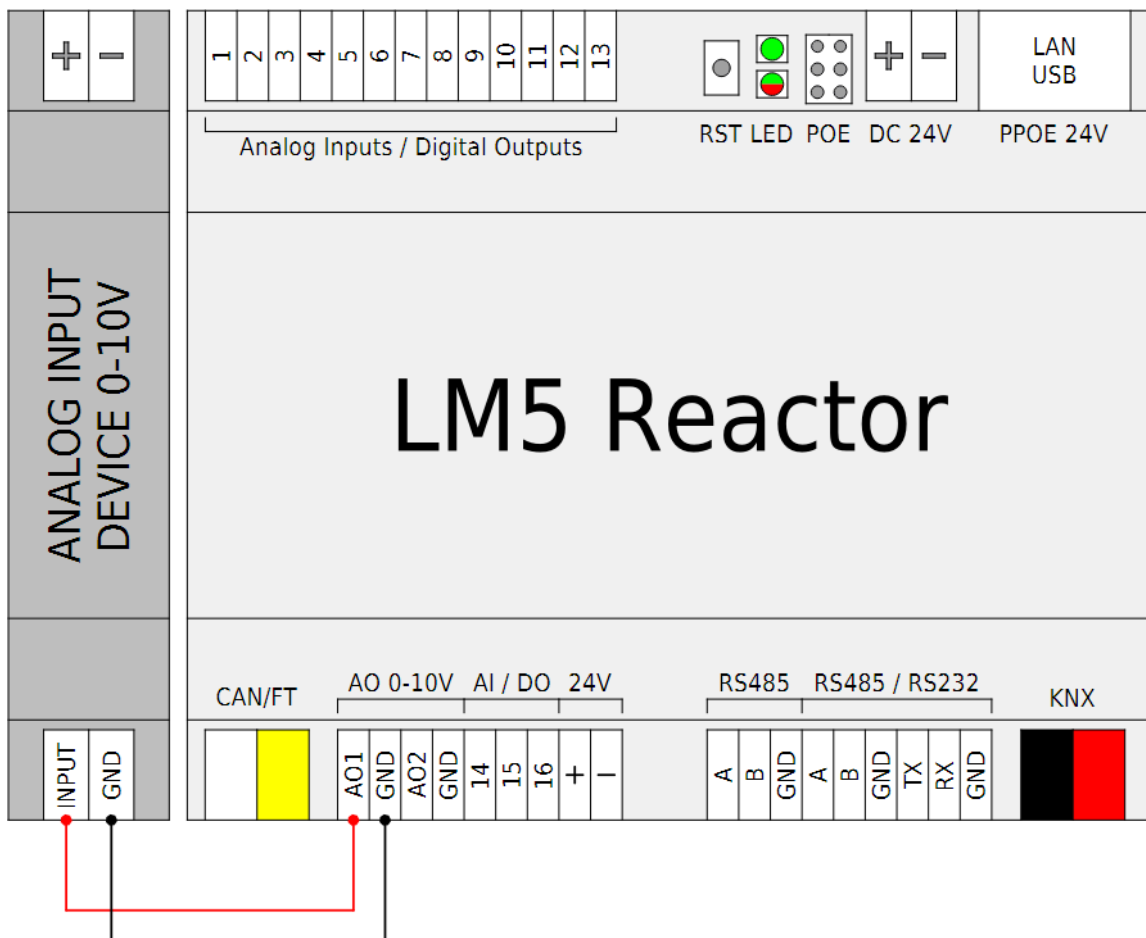 + −
1 2 3 4 5 6 7 8 9 10 11 12 13
+ −
LAN
USB
Analog Inputs / Digital Outputs
RST LED POE DC 24V PPOE 24V
ANALOG INPUT
DEVICE 0-10V
LM5 Reactor
CAN/FT
AO 0-10V AI / DO 24V
RS485 RS485 / RS232
KNX
INPUT GND
AO1 GND AO2 GND 14 15 16 + −
A B GND A B GND TX RX GND